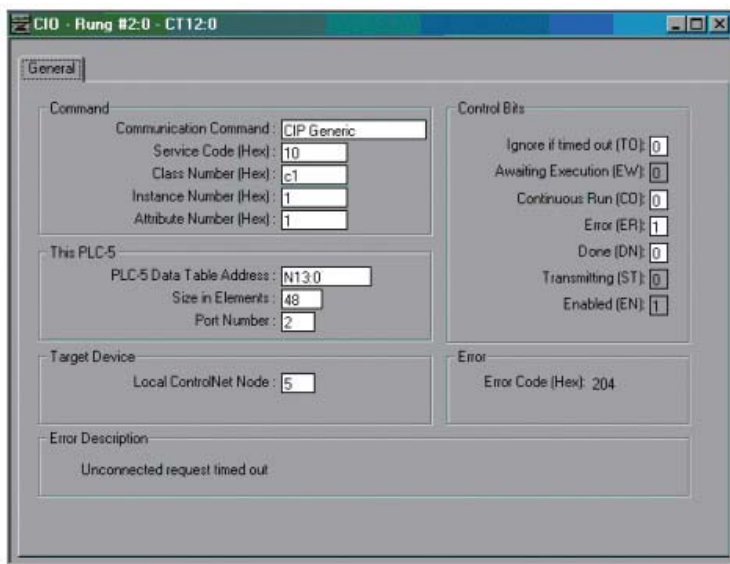 CIO - Rung #2:0 - CT12:0
General
Command
Communication Command : CIP Generic
Service Code (Hex) : 10
Class Number (Hex) : c1
Instance Number (Hex) : 1
Attribute Number (Hex) : 1
This PLC-5
PLC-5 Data Table Address : N13:0
Size in Elements : 48
Port Number : 2
Target Device
Local ControlNet Node : 5
Control Bits
Ignore if timed out (TO): 0
Awaiting Execution (EW): 0
Continuous Run (CO): 0
Error (ER): 1
Done (DN): 0
Transmitting (ST): 0
Enabled (EN): 1
Error
Error Code (Hex): 204
Error Description
Unconnected request timed out